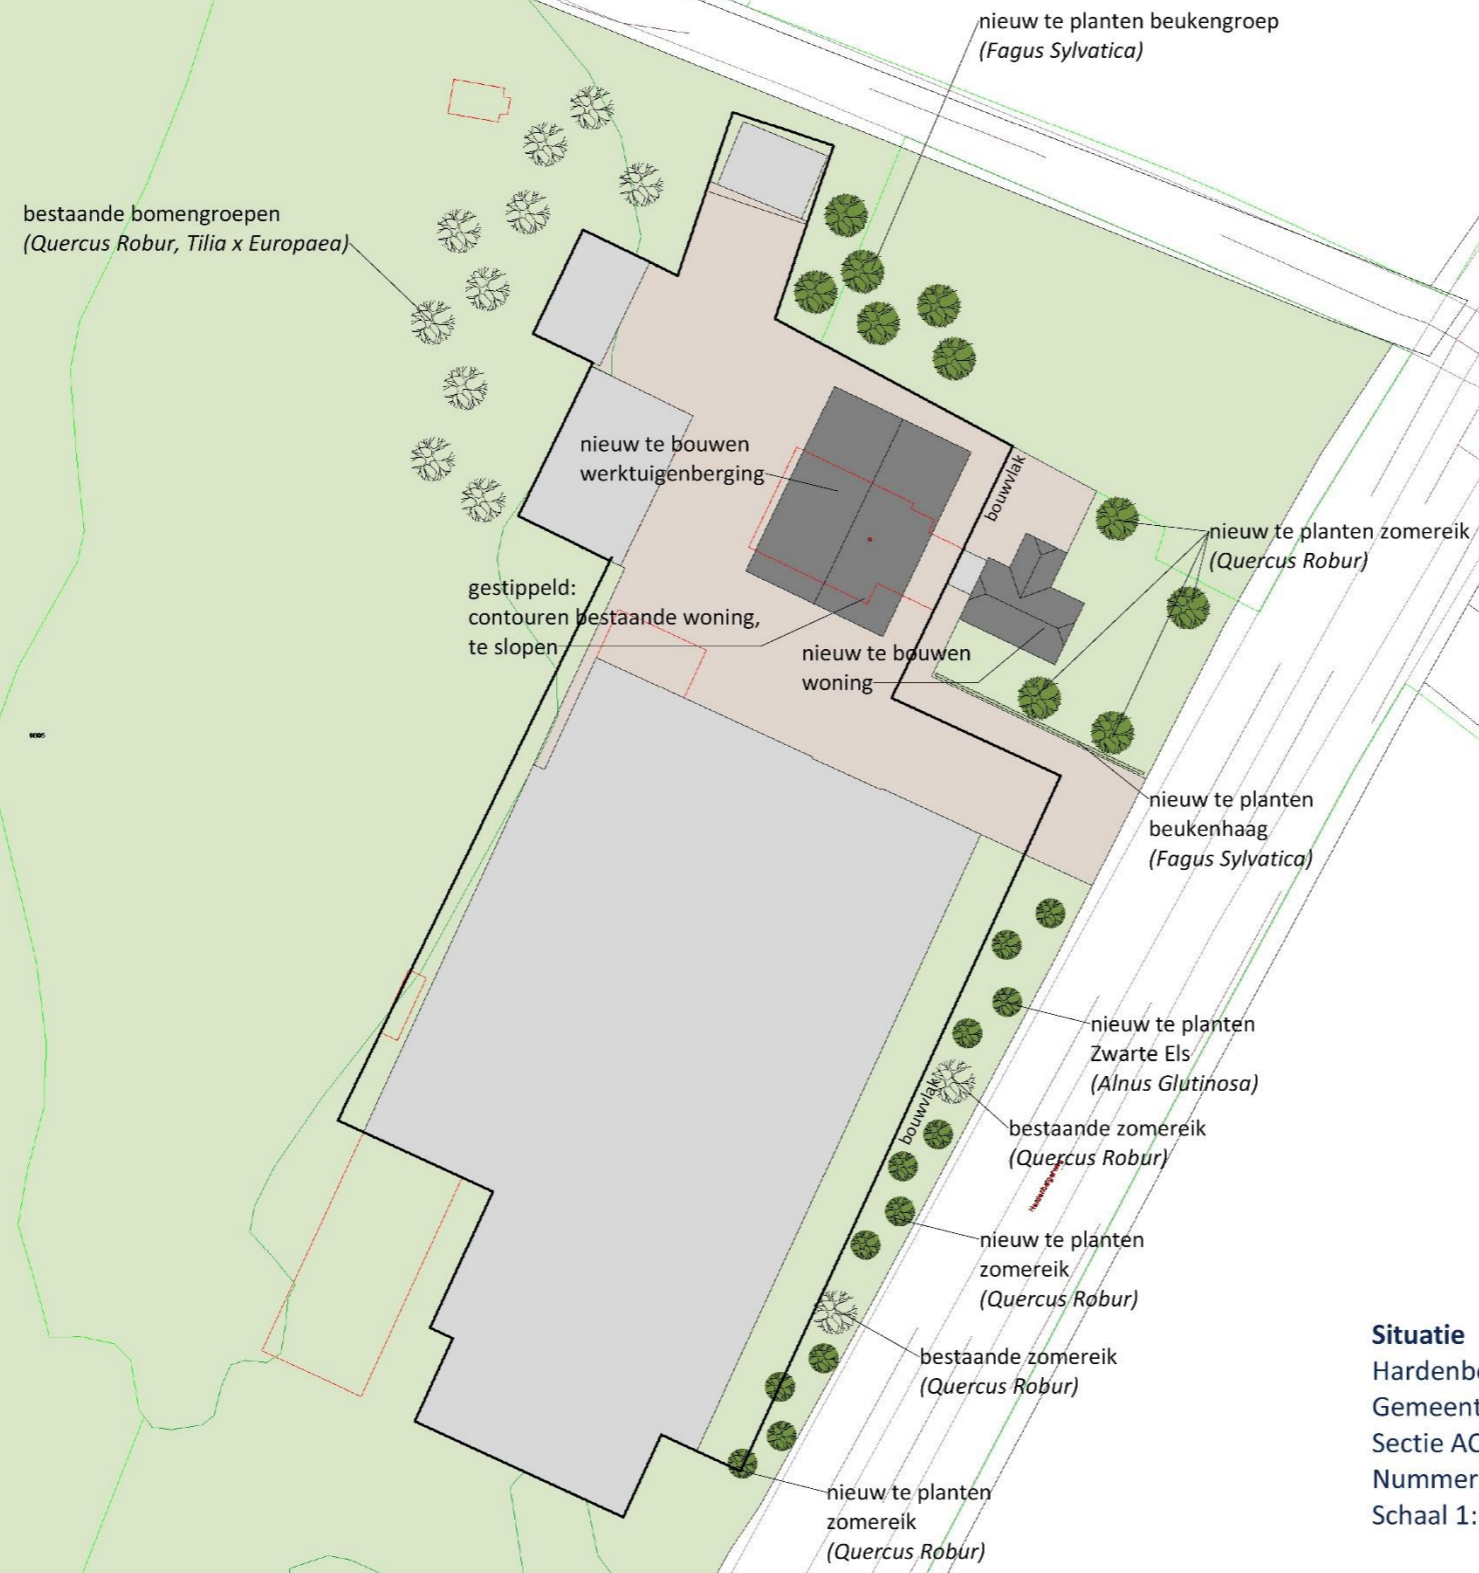 nieuw te planten beukengroep
(Fagus Sylvatica)
bestaande bomengroepen
(Quercus Robur, Tilia x Europaea)
nieuw te bouwen
werktuigenberging
bouwvlak
nieuw te planten zomereik
(Quercus Robur)
gestippeld:
contouren bestaande woning,
te slopen
nieuw te bouwen
woning
nieuw te planten
beukenhaag
(Fagus Sylvatica)
nieuw te planten
Zwarte Els
(Alnus Glutinosa)
bouwvlak
bestaande zomereik
(Quercus Robur)
nieuw te planten
zomereik
(Quercus Robur)
bestaande zomereik
(Quercus Robur)
nieuw te planten
zomereik
(Quercus Robur)
Situatie
Hardenb
Gemeent
Sectie AC
Nummer
Schaal 1: